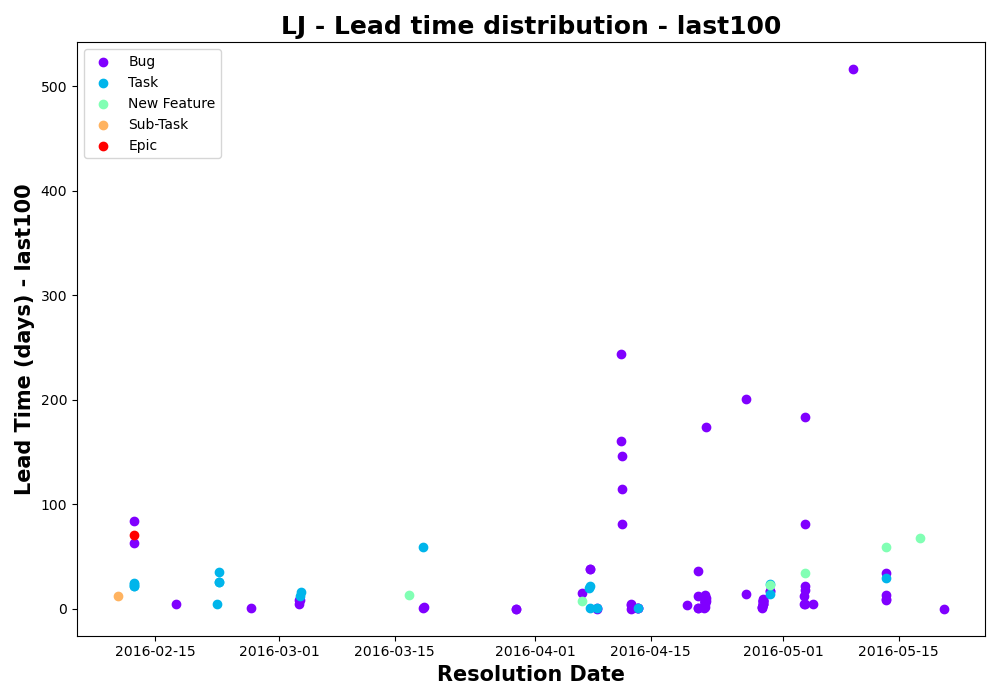 LJ - Lead time distribution - last100
Bug
Task
New Feature
Sub-Task
Epic
Lead Time (days) - last100
500
400
300
200
100
0
2016-02-15 2016-03-01 2016-03-15 2016-04-01 2016-04-15 2016-05-01 2016-05-15
Resolution Date